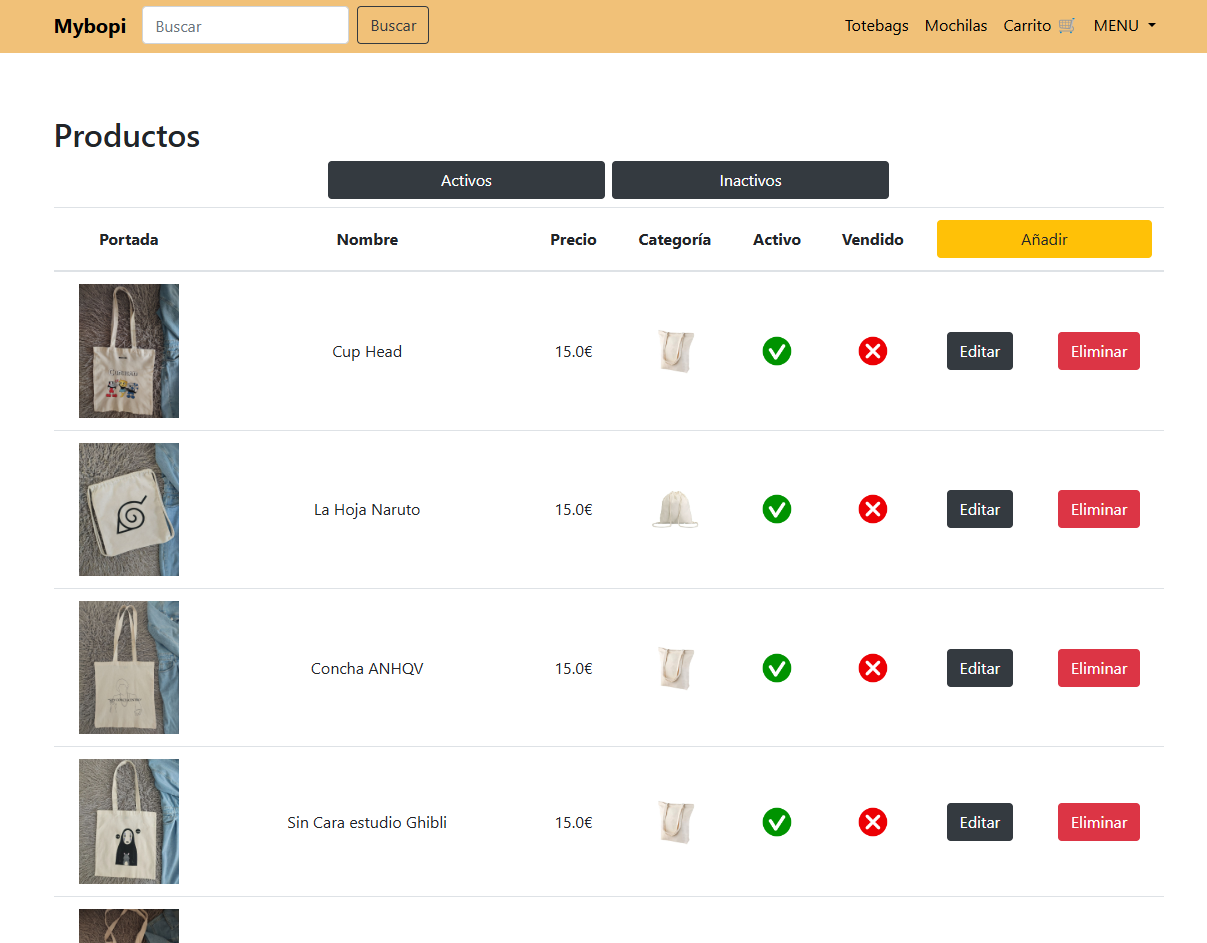 Mybopi Buscar Buscar Totebags Mochilas Carrito MENU
Productos
Activos Inactivos
Portada Nombre Precio Categoría Activo Vendido Añadir
Cup Head 15.0€ Editar Eliminar
La Hoja Naruto 15.0€ Editar Eliminar
Concha ANHQV 15.0€ Editar Eliminar
Sin Cara estudio Ghibli 15.0€ Editar Eliminar